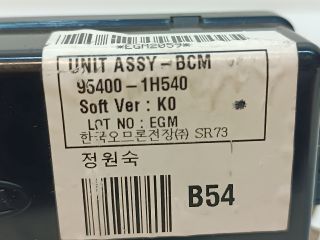 *EGM2059*
UNIT ASSY-BCM
95400-1H540
Soft Ver : K0
LOT NO : EGM
한국오므론전장(주) SR73
정원숙
B54